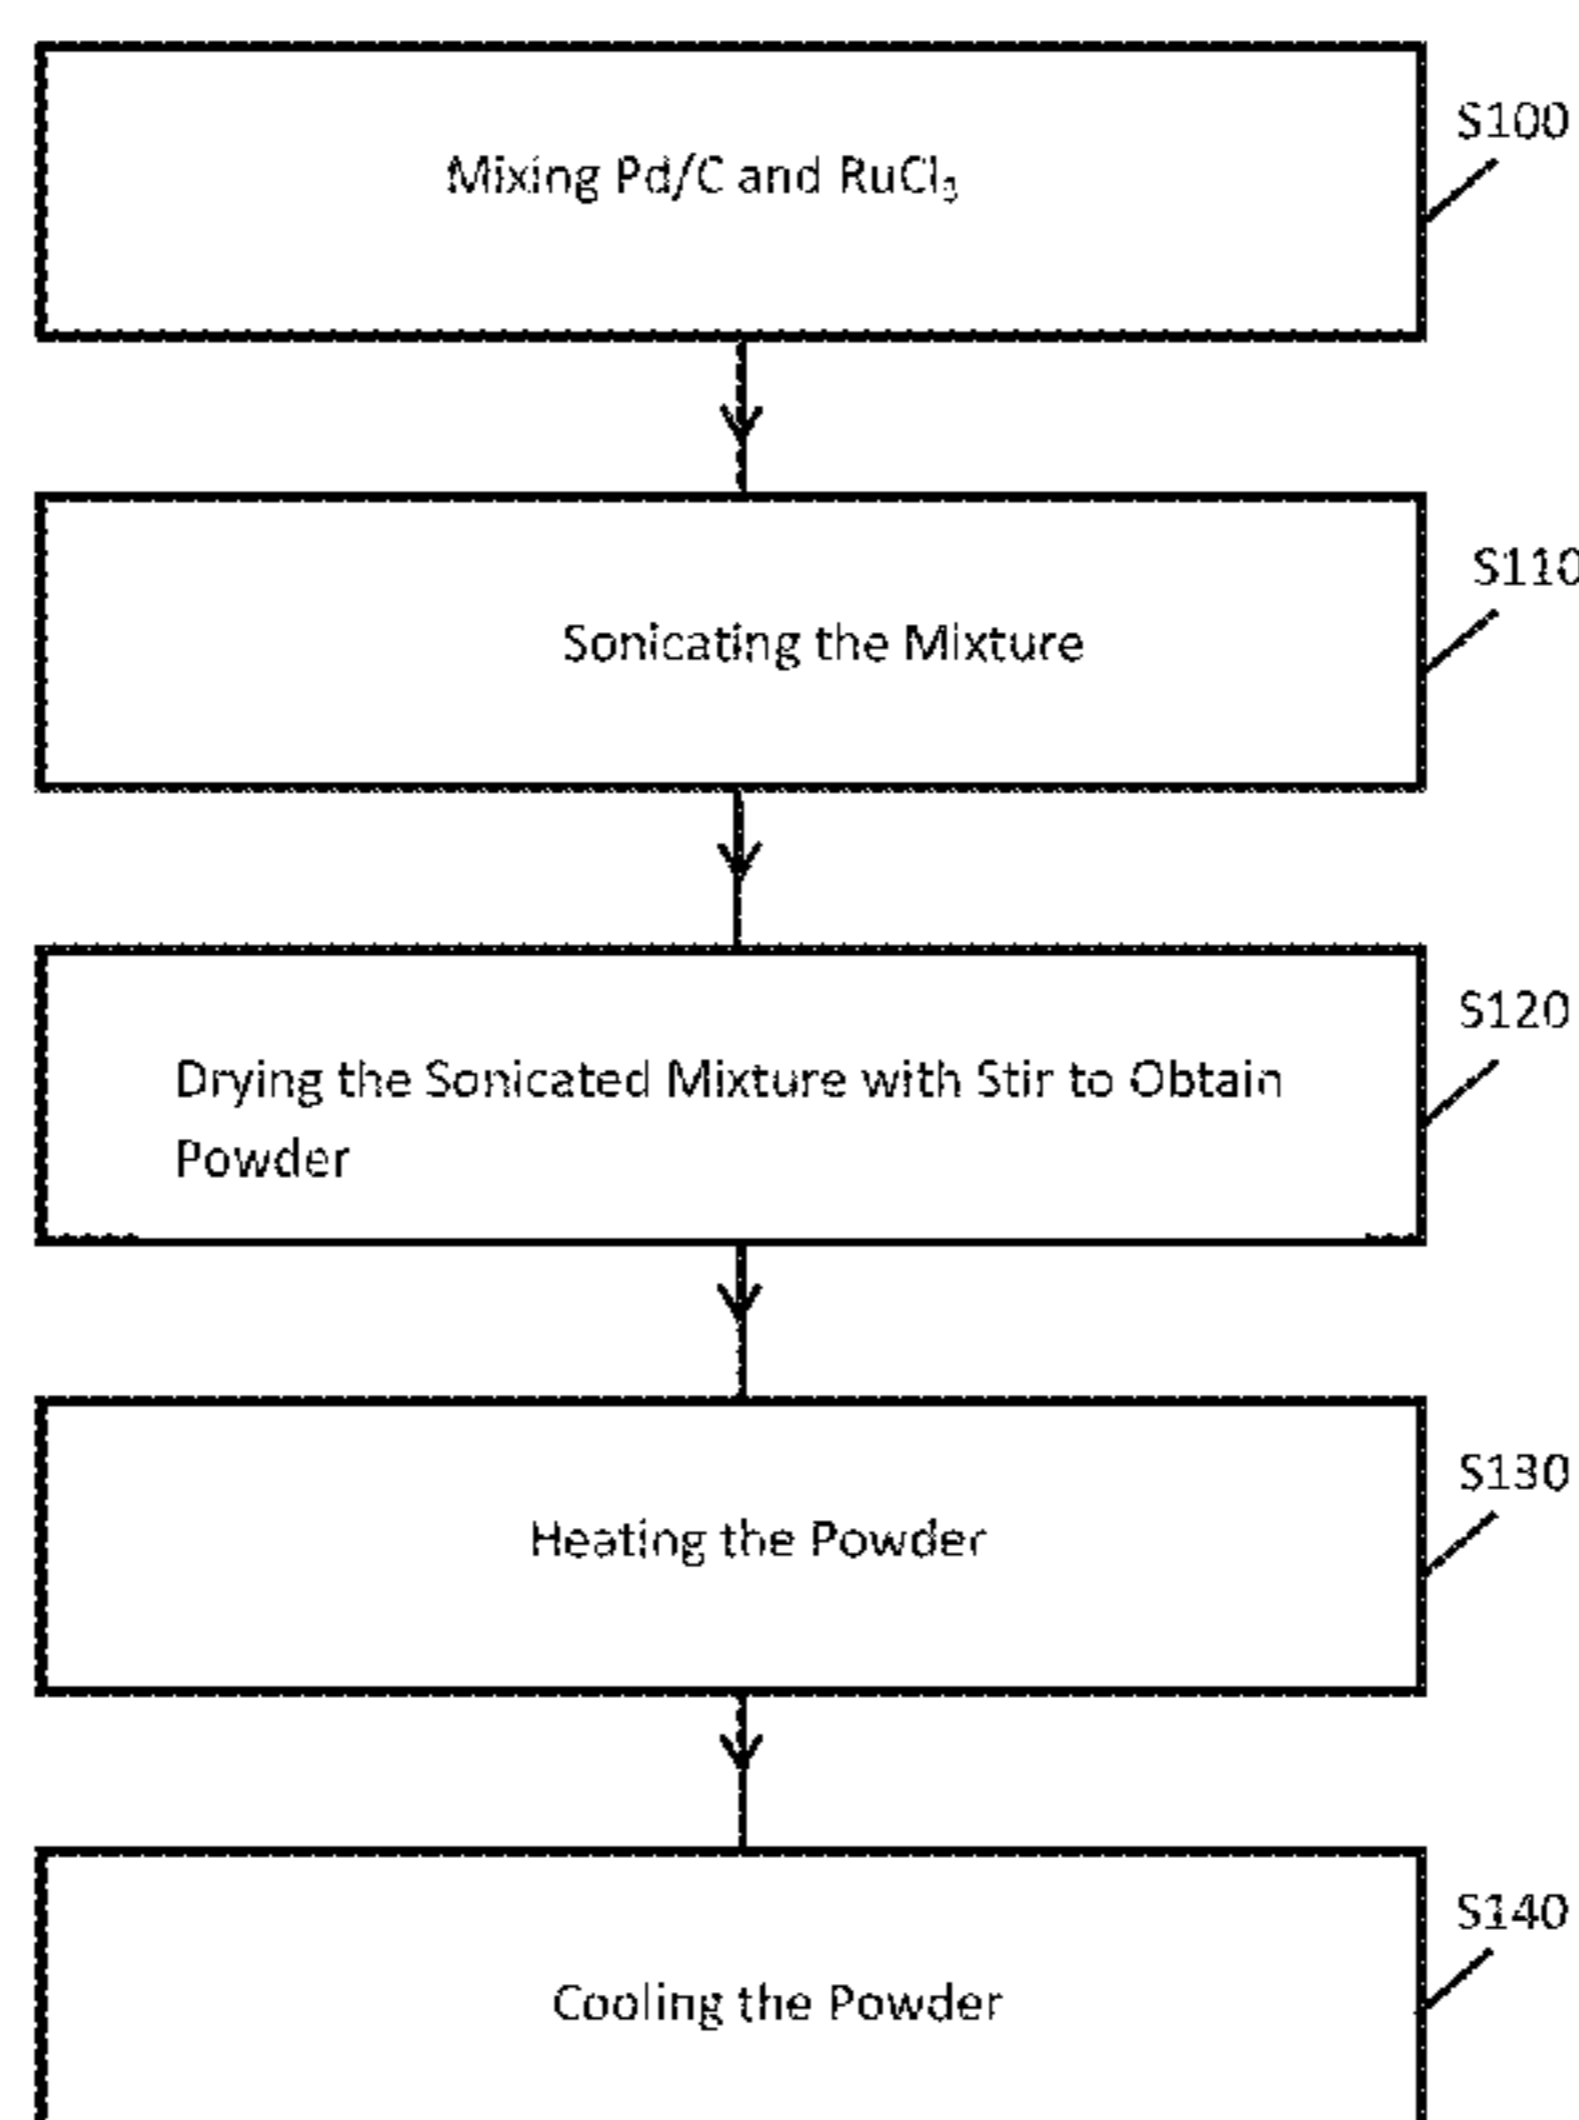 S100
Mixing Pd/C and RuCl₃
S110
Sonicating the Mixture
S120
Drying the Sonicated Mixture with Stir to Obtain
Powder
S130
Heating the Powder
S140
Cooling the Powder